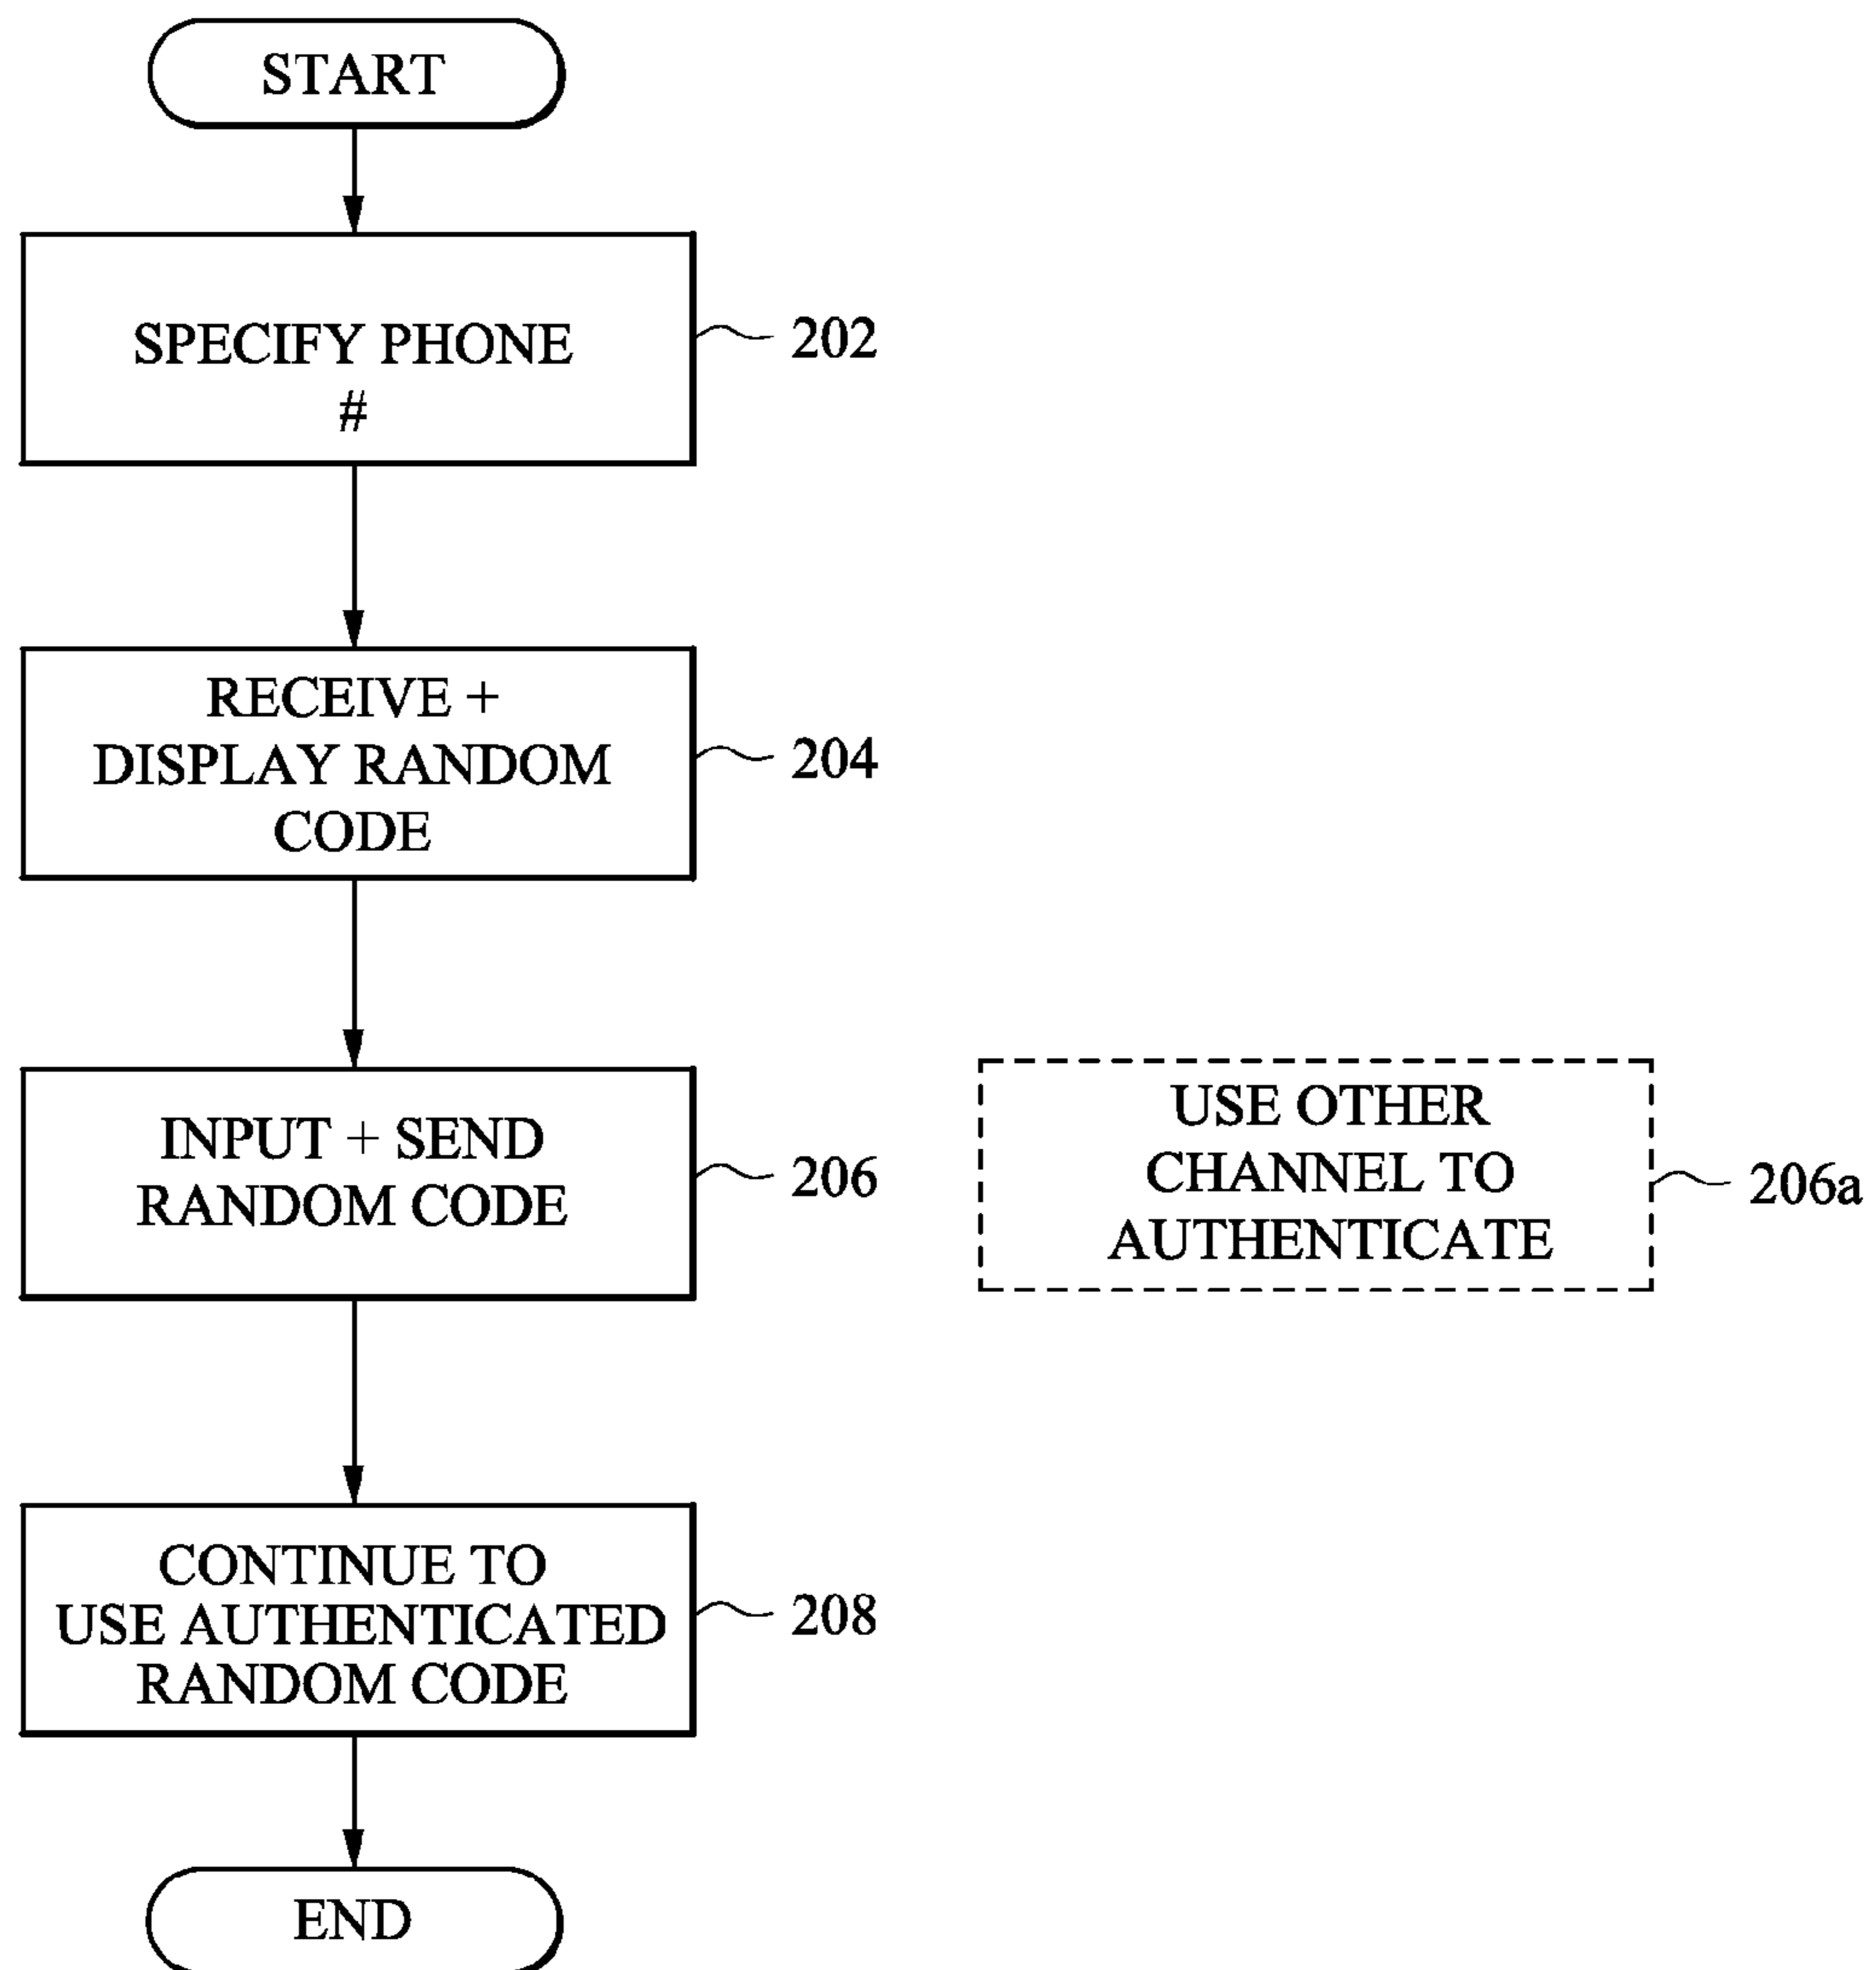 START
SPECIFY PHONE
#
202
RECEIVE +
DISPLAY RANDOM
CODE
204
INPUT + SEND
RANDOM CODE
206
USE OTHER
CHANNEL TO
AUTHENTICATE
206a
CONTINUE TO
USE AUTHENTICATED
RANDOM CODE
208
END